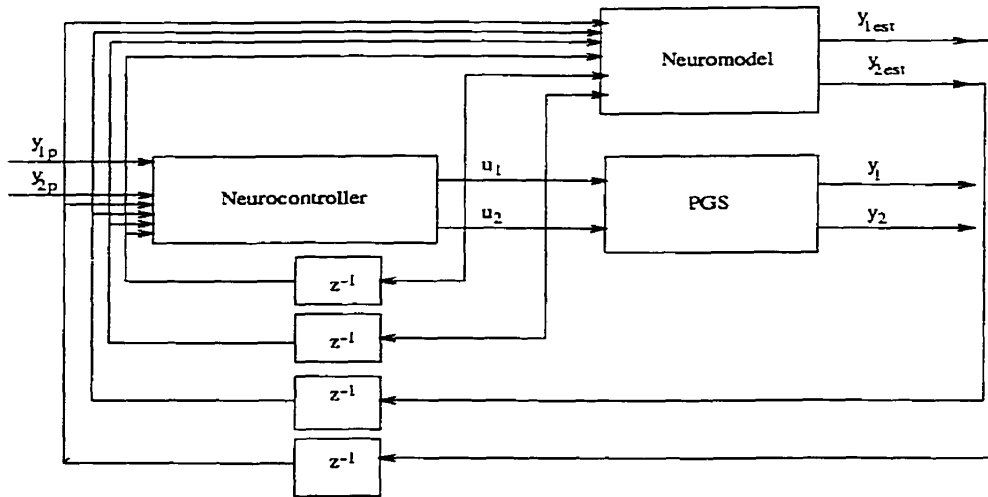 y1est
Neuromodel
y2est
y1p
y2p
Neurocontroller
u1
u2
PGS
y1
y2
z-1
z-1
z-1
z-1